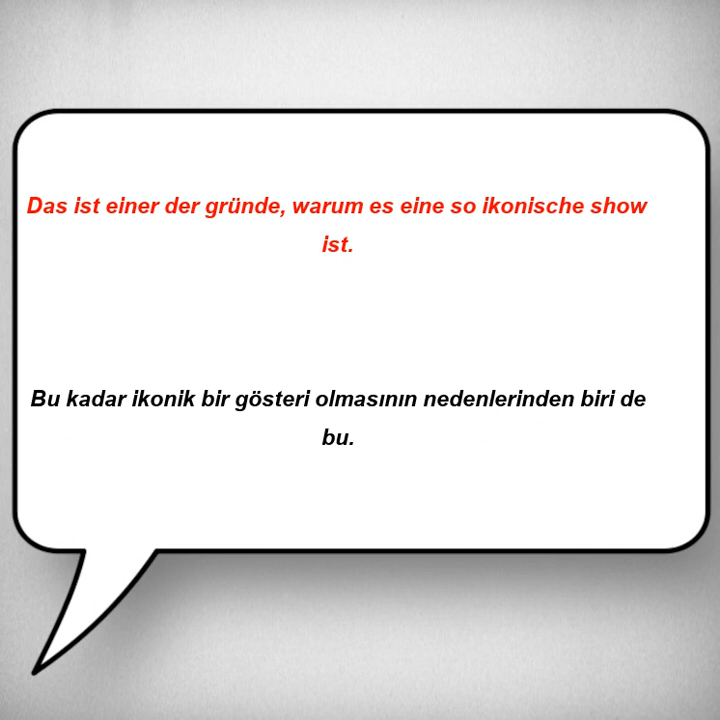 Das ist einer der gründe, warum es eine so ikonische show
ist.
Bu kadar ikonik bir gösteri olmasının nedenlerinden biri de
bu.